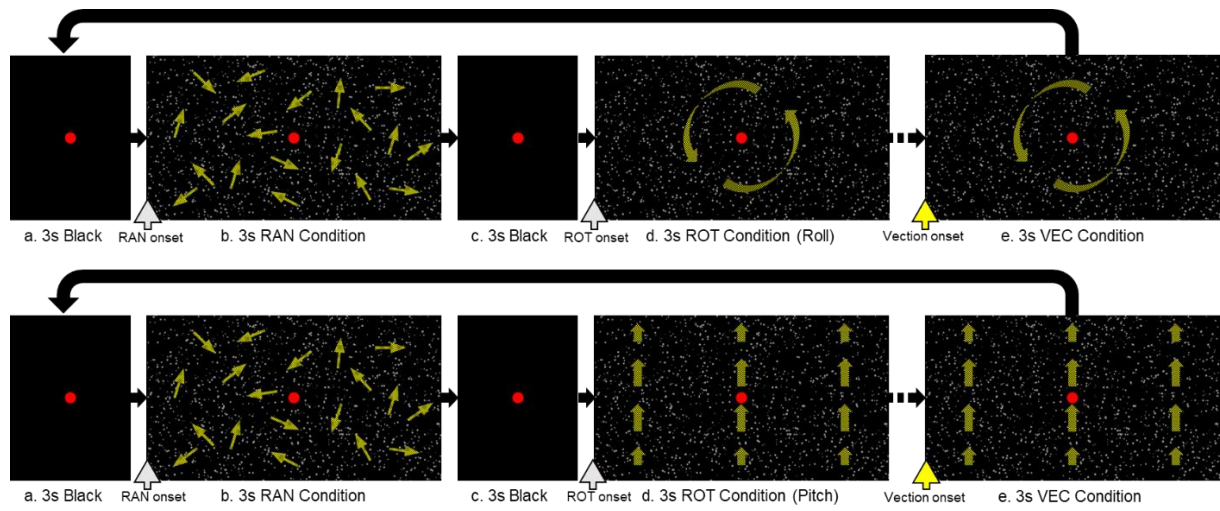 a. 3s Black
RAN onset
b. 3s RAN Condition
c. 3s Black
ROT onset
d. 3s ROT Condition (Roll)
Vection onset
e. 3s VEC Condition
a. 3s Black
RAN onset
b. 3s RAN Condition
c. 3s Black
ROT onset
d. 3s ROT Condition (Pitch)
Vection onset
e. 3s VEC Condition